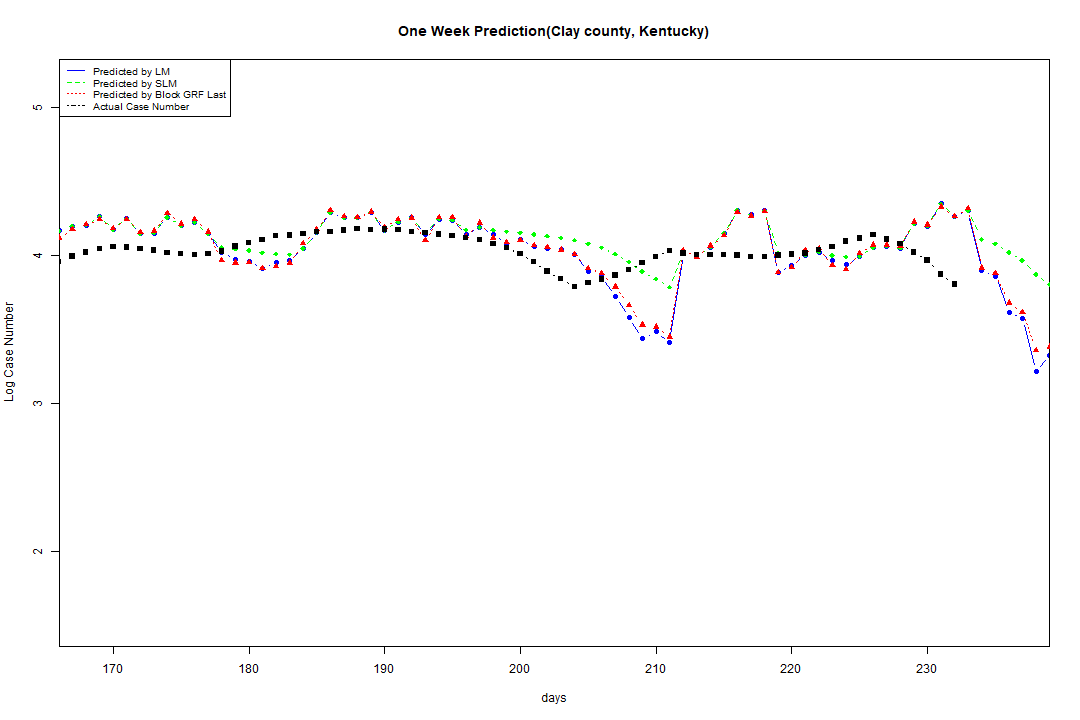 One Week Prediction(Clay county, Kentucky)
Predicted by LM
Predicted by SLM
Predicted by Block GRF Last
Actual Case Number
5
4
3
2
Log Case Number
170 180 190 200 210 220 230
days